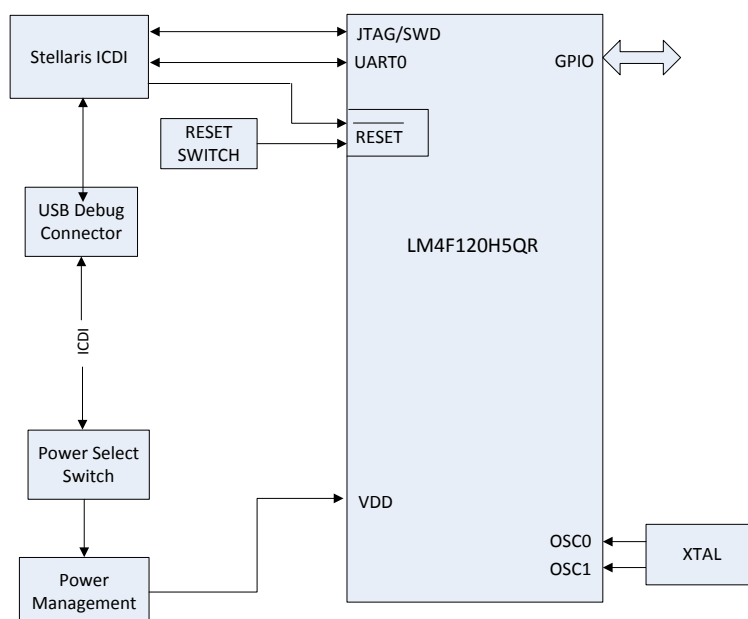 Stellaris ICDI
JTAG/SWD
UART0
GPIO
RESET
SWITCH
RESET
USB Debug
Connector
LM4F120H5QR
ICDI
Power Select
Switch
VDD
Power
Management
OSC0
OSC1
XTAL